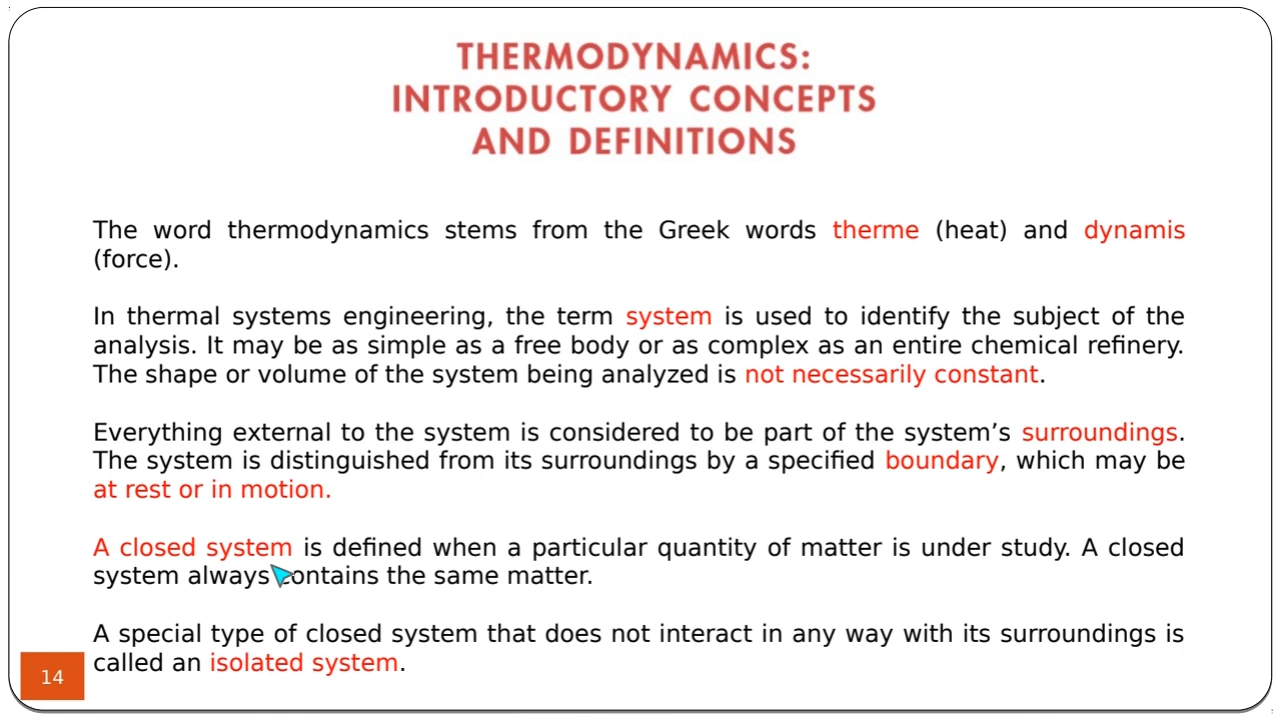 THERMODYNAMICS:
INTRODUCTORY CONCEPTS
AND DEFINITIONS
The word thermodynamics stems from the Greek words therme (heat) and dynamis
(force).
In thermal systems engineering, the term system is used to identify the subject of the
analysis. It may be as simple as a free body or as complex as an entire chemical refinery.
The shape or volume of the system being analyzed is not necessarily constant.
Everything external to the system is considered to be part of the system’s surroundings.
The system is distinguished from its surroundings by a specified boundary, which may be
at rest or in motion.
A closed system is defined when a particular quantity of matter is under study. A closed
system always contains the same matter.
A special type of closed system that does not interact in any way with its surroundings is
called an isolated system.
14